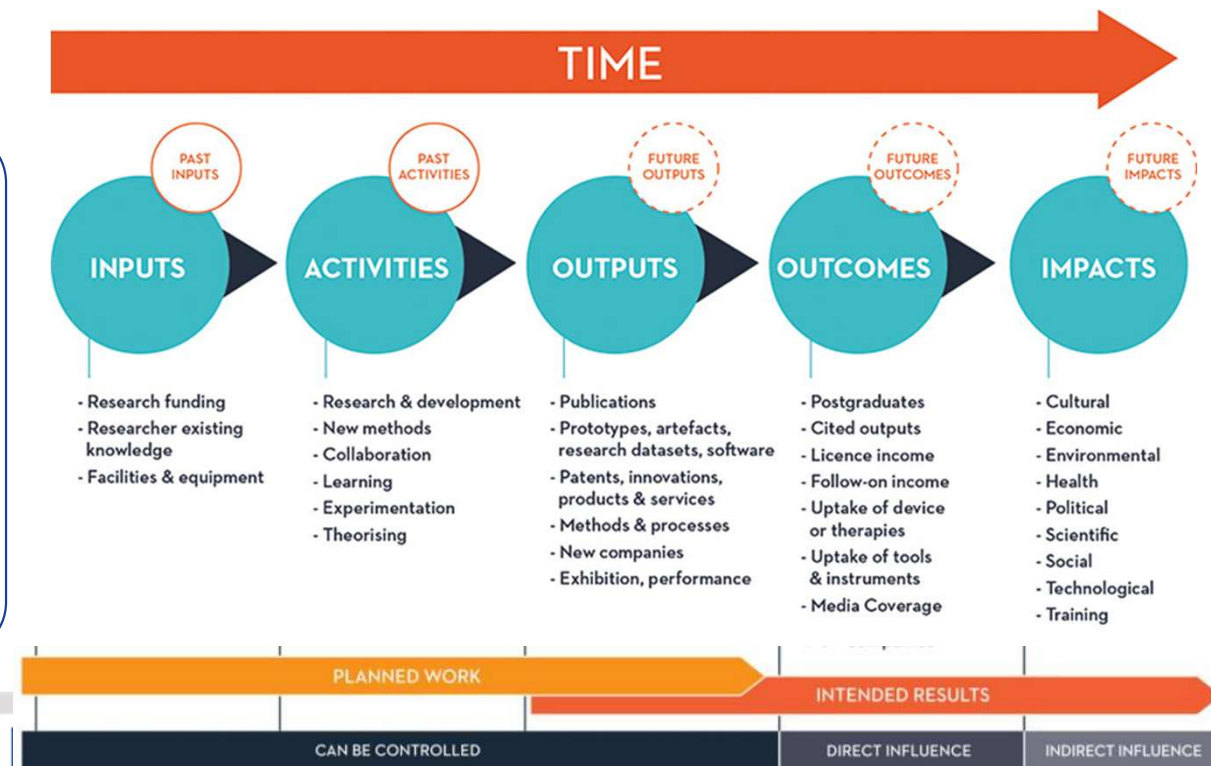 TIME
PAST
INPUTS
PAST
ACTIVITIES
FUTURE
OUTPUTS
FUTURE
OUTCOMES
FUTURE
IMPACTS
INPUTS
ACTIVITIES
OUTPUTS
OUTCOMES
IMPACTS
- Research funding
- Researcher existing
knowledge
- Facilities & equipment
- Research & development
- New methods
- Collaboration
- Learning
- Experimentation
- Theorising
- Publications
- Prototypes, artefacts,
research datasets, software
- Patents, innovations,
products & services
- Methods & processes
- New companies
- Exhibition, performance
- Postgraduates
- Cited outputs
- Licence income
- Follow-on income
- Uptake of device
or therapies
- Uptake of tools
& instruments
- Media Coverage
- Cultural
- Economic
- Environmental
- Health
- Political
- Scientific
- Social
- Technological
- Training
PLANNED WORK
INTENDED RESULTS
CAN BE CONTROLLED
DIRECT INFLUENCE
INDIRECT INFLUENCE